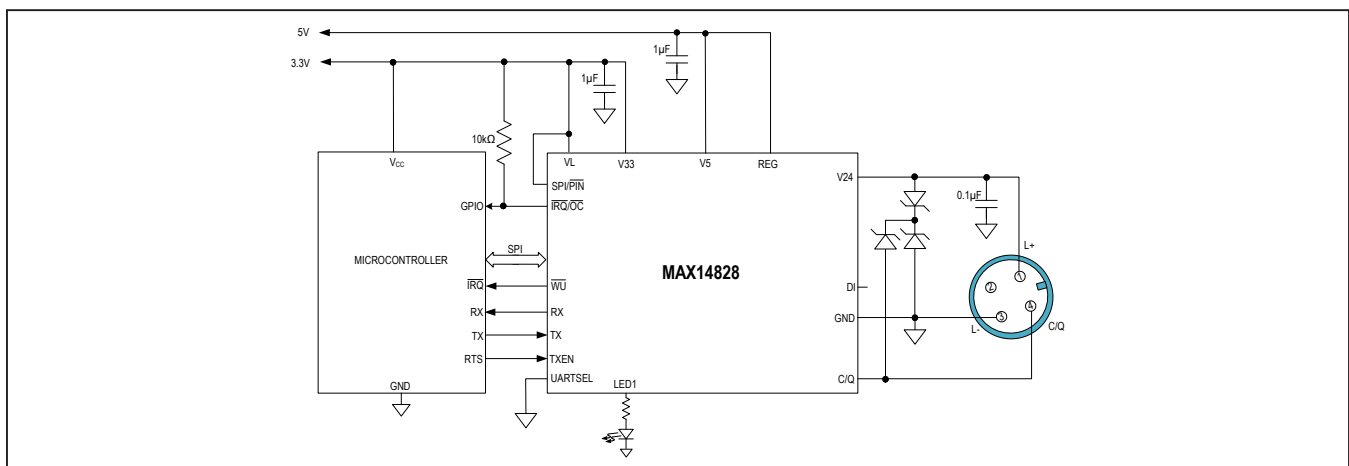 5V
1µF
3.3V
1µF
10kΩ
VCC
VL
V33
V5
REG
SPI/PIN
V24
GPIO
IRQ/OC
0.1µF
L+
SPI
MICROCONTROLLER
MAX14828
1
2
IRQ
WU
DI
4
RX
RX
GND
3
L-
C/Q
TX
TX
RTS
TXEN
UARTSEL
C/Q
GND
LED1